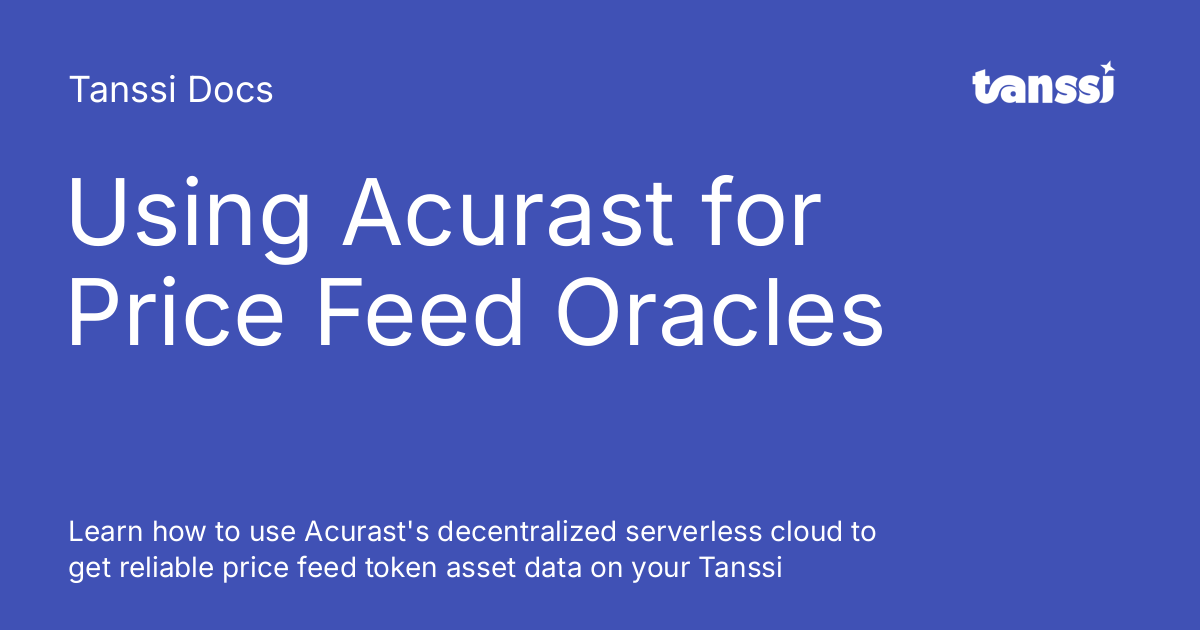 Tanssi Docs
tanssi
Using Acurast for
Price Feed Oracles
Learn how to use Acurast's decentralized serverless cloud to
get reliable price feed token asset data on your Tanssi